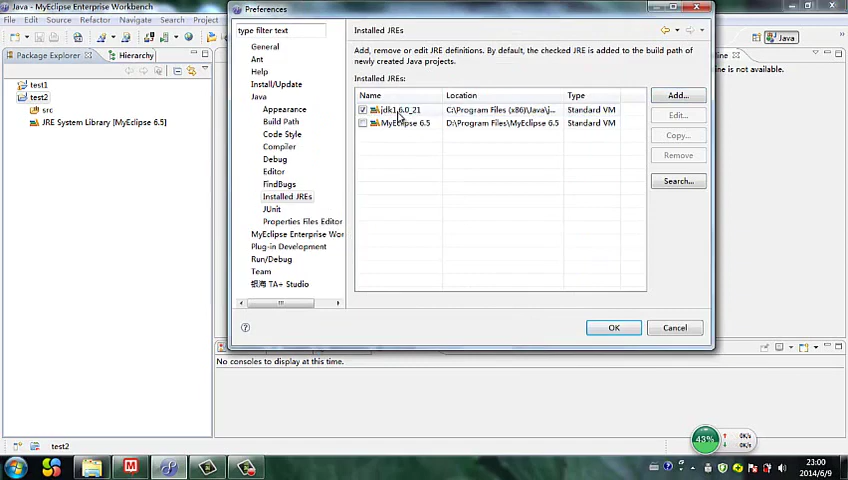 Java - MyEclipse Enterprise Workbench
File Edit Source Refactor Navigate Search Project
Java
Package Explorer
Hierarchy
test1
test2
src
JRE System Library [MyEclipse 6.5]
is not available.
Preferences
type filter text
General
Ant
Help
Install/Update
Java
Appearance
Build Path
Code Style
Compiler
Debug
Editor
FindBugs
Installed JREs
JUnit
Properties Files Editor
MyEclipse Enterprise Wor
Plug-in Development
Run/Debug
Team
银海 TA+ Studio
Installed JREs
Add, remove or edit JRE definitions. By default, the checked JRE is added to the build path of
newly created Java projects.
Installed JREs:
Name Location Type
jdk1.6.0_21 C:\Program Files (x86)\Java\j... Standard VM
MyEclipse 6.5 D:\Program Files\MyEclipse 6.5 Standard VM
Add...
Edit...
Copy...
Remove
Search...
OK
Cancel
No consoles to display at this time.
test2
43%
0K/s
0K/s
23:00
2014/6/9